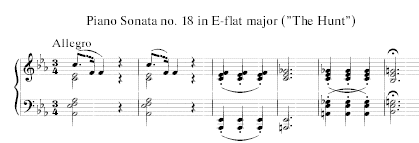 Piano Sonata no. 18 in E-flat major ("The Hunt")
Allegro